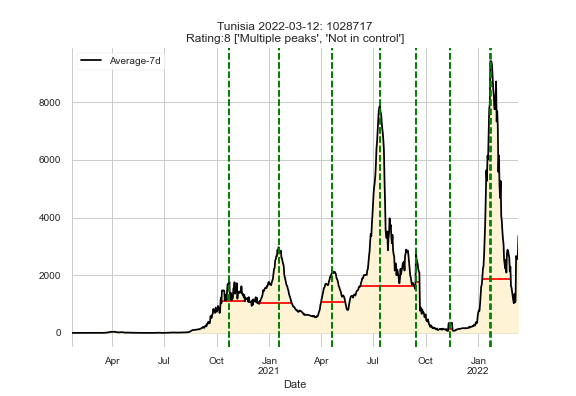 Tunisia 2022-03-12: 1028717
Rating:8 ['Multiple peaks', 'Not in control']
Average-7d
8000
6000
4000
2000
0
Apr Jul Oct Jan Apr Jul Oct Jan
2021 2022
Date